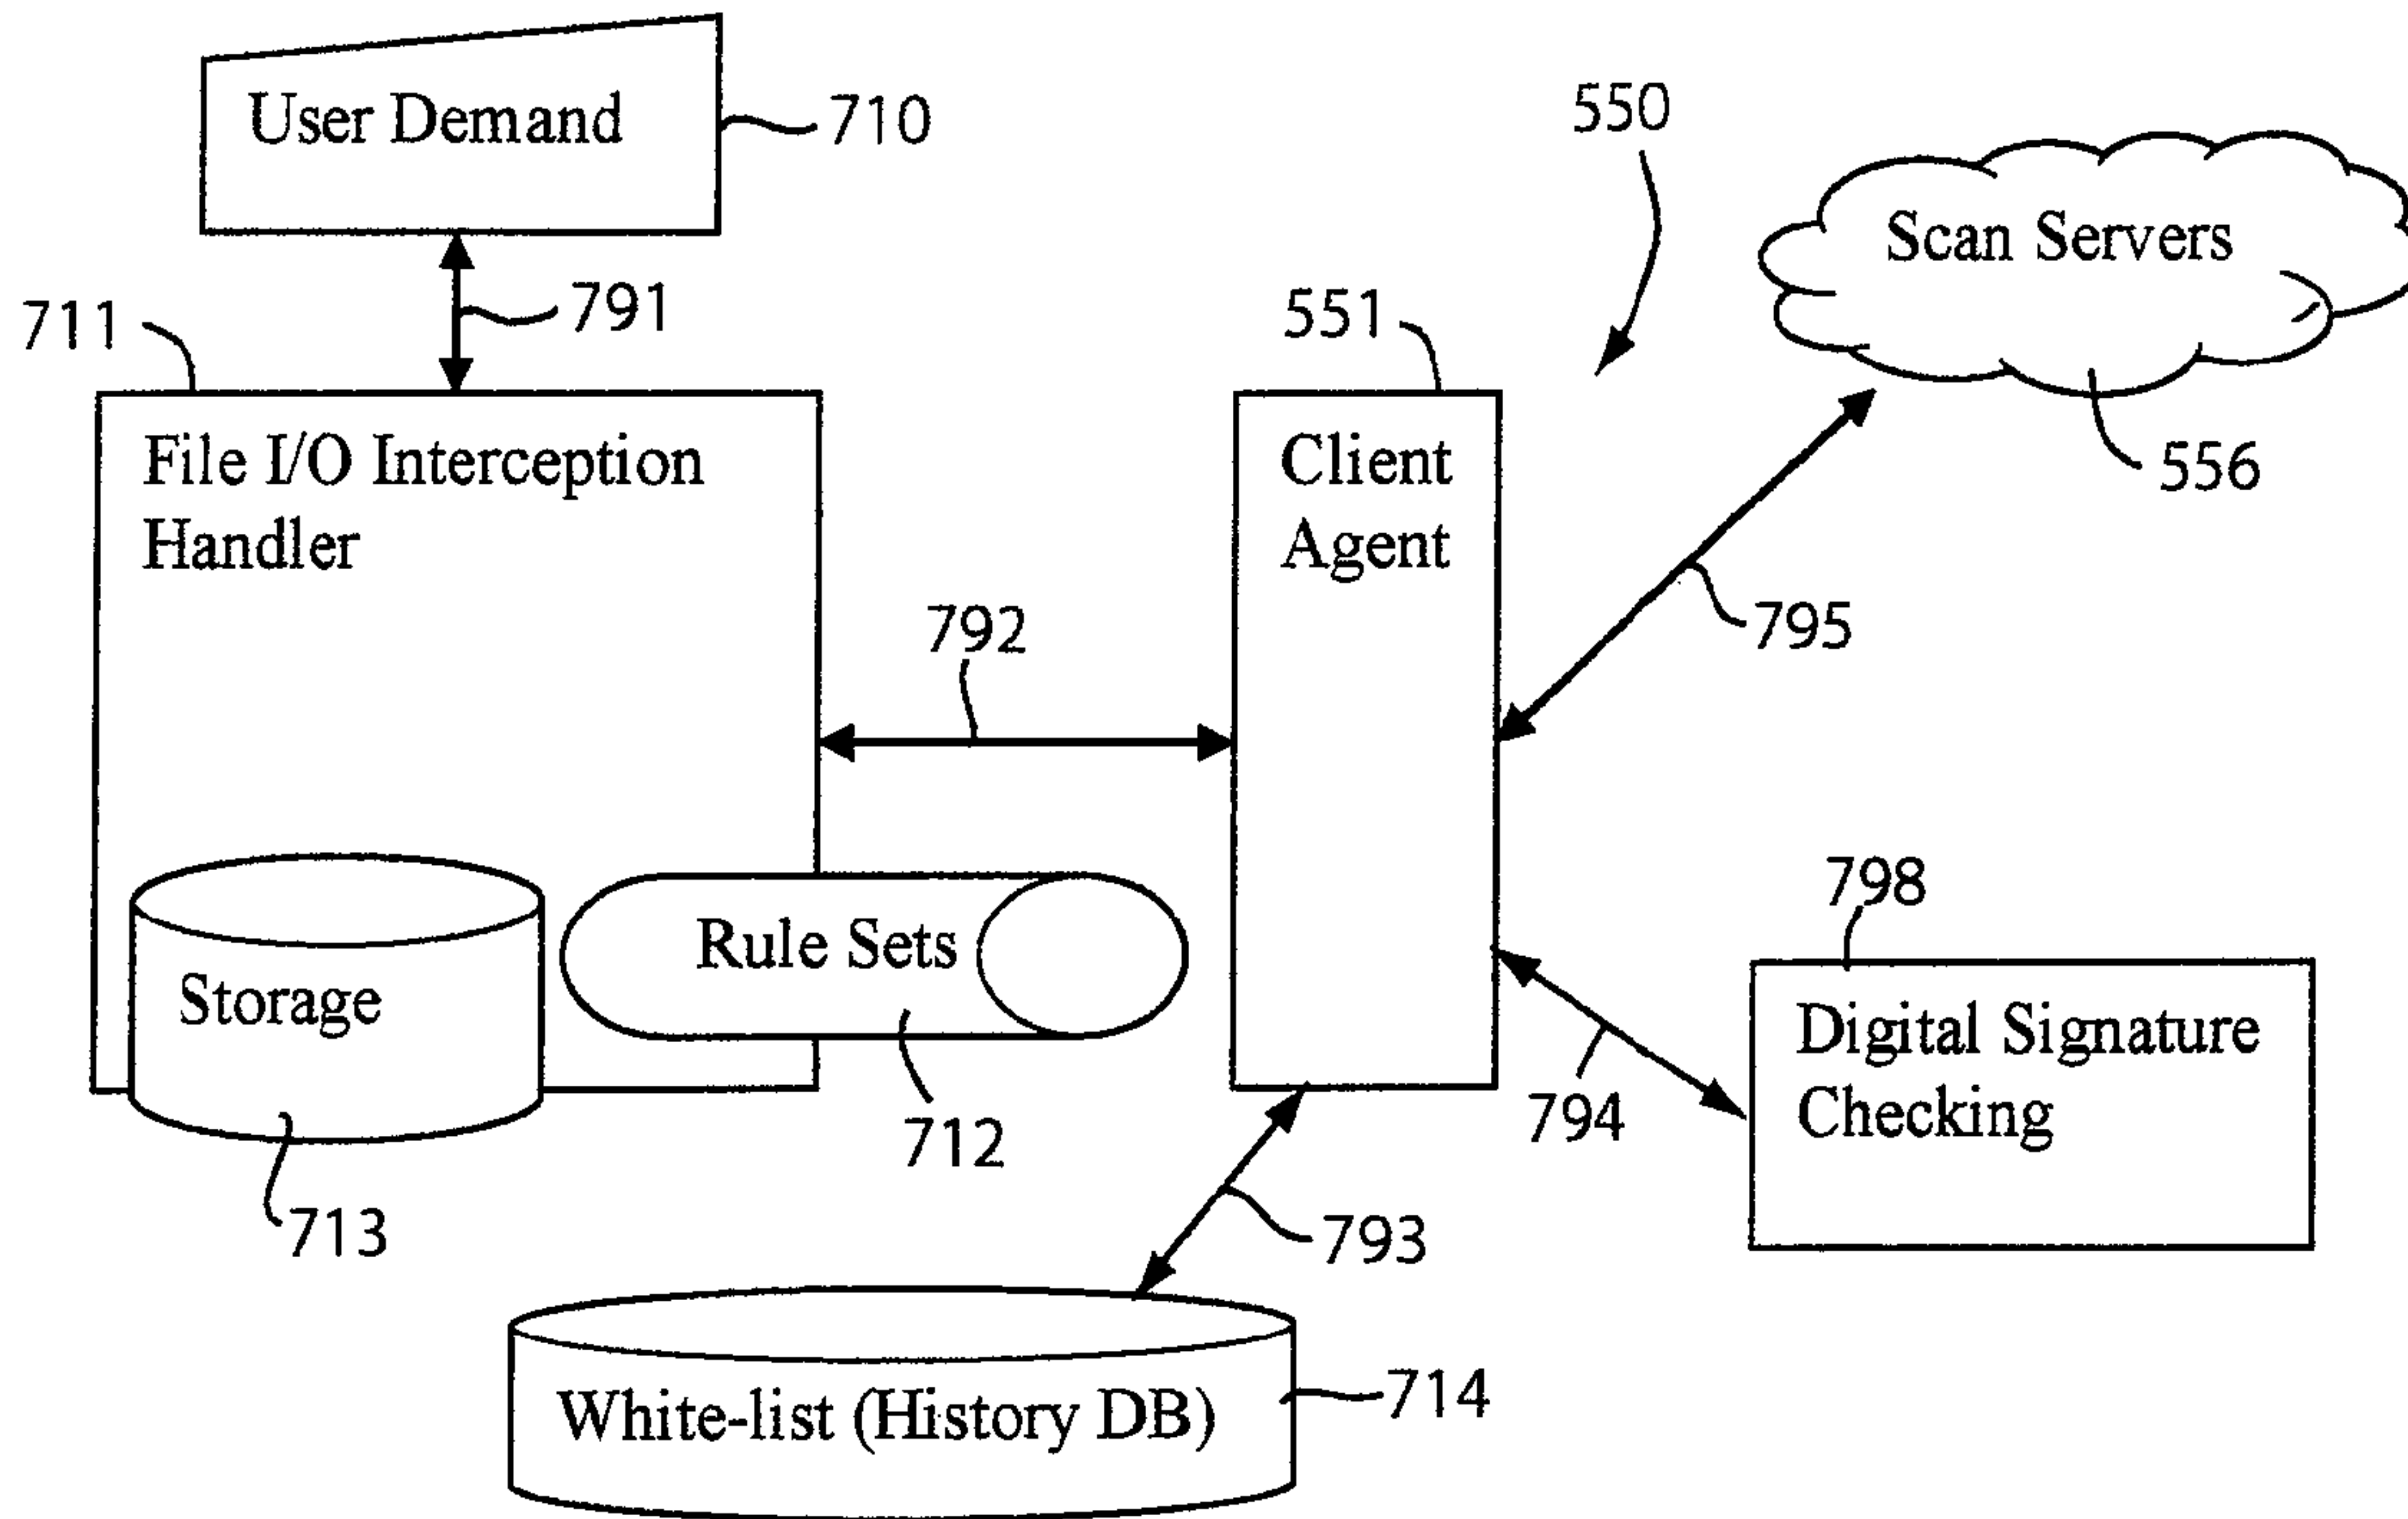 User Demand
710
550
Scan Servers
791
711
551
File I/O Interception
Handler
Client
Agent
556
792
795
798
Rule Sets
Storage
Digital Signature
Checking
794
712
713
793
White-list (History DB)
714